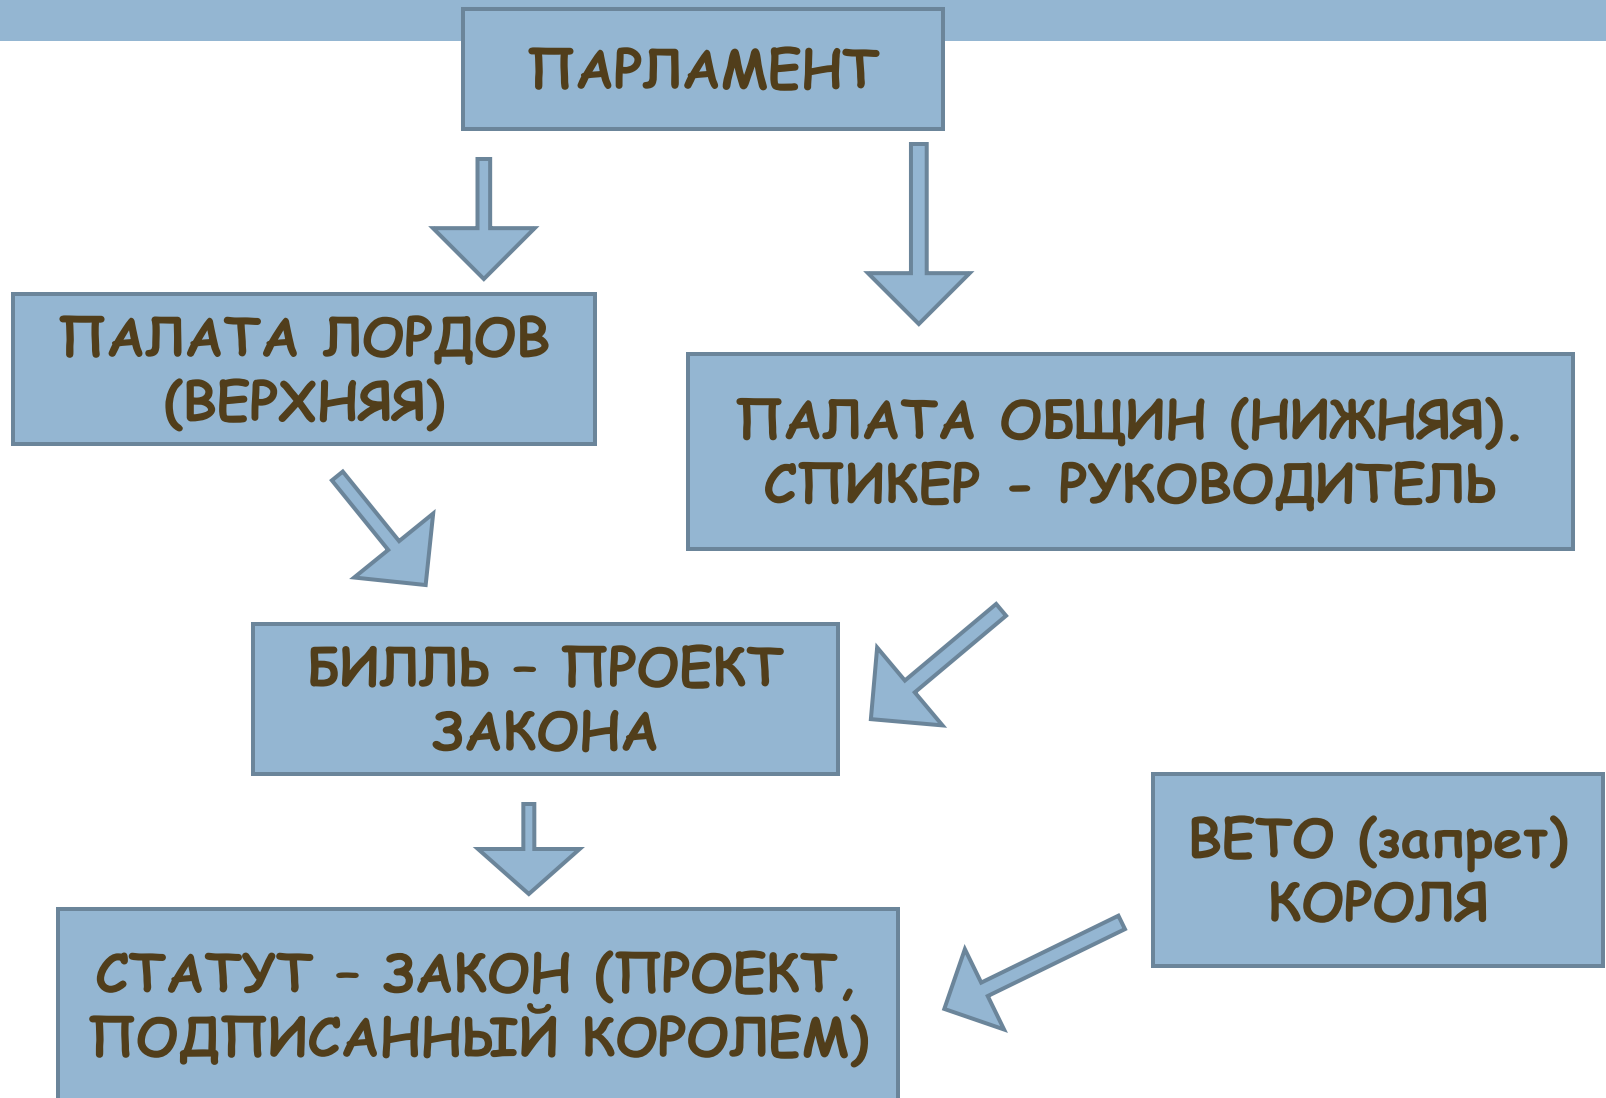 ПАРЛАМЕНТ
ПАЛАТА ЛОРДОВ
(ВЕРХНЯЯ)
ПАЛАТА ОБЩИН (НИЖНЯЯ).
СПИКЕР - РУКОВОДИТЕЛЬ
БИЛЛЬ – ПРОЕКТ
ЗАКОНА
ВЕТО (запрет)
КОРОЛЯ
СТАТУТ – ЗАКОН (ПРОЕКТ,
ПОДПИСАННЫЙ КОРОЛЕМ)